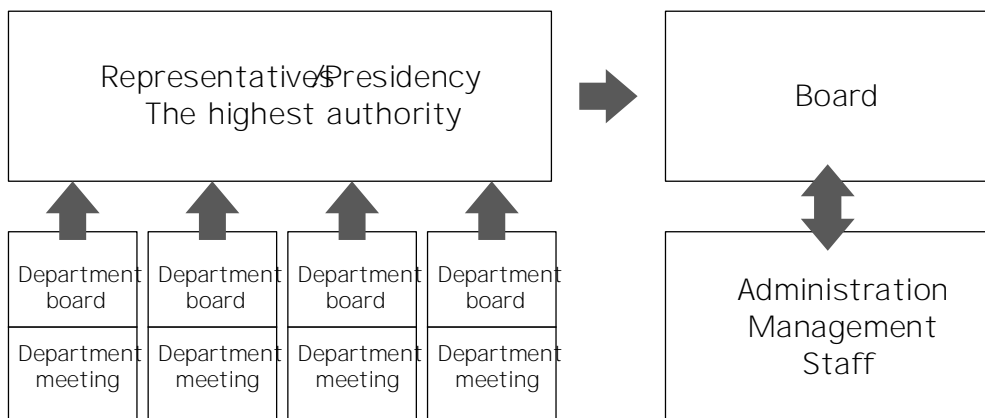 Representatives/Presidency
The highest authority
Board
Department
board
Department
board
Department
board
Department
board
Department
meeting
Department
meeting
Department
meeting
Department
meeting
Administration
Management
Staff